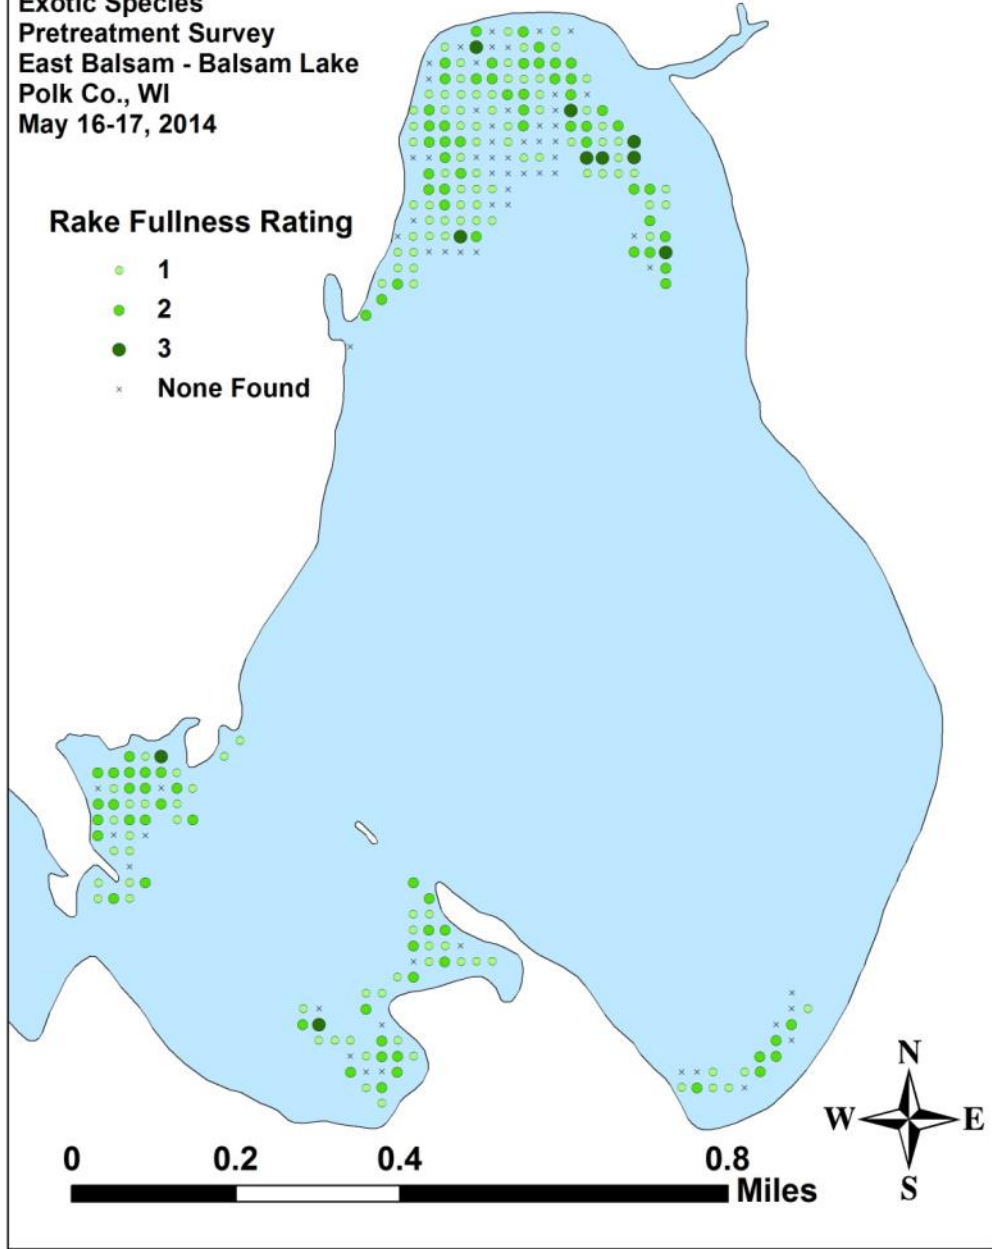 Exotic Species
Pretreatment Survey
East Balsam - Balsam Lake
Polk Co., WI
May 16-17, 2014
Rake Fullness Rating
1
2
3
None Found
N
W E
S
0 0.2 0.4 0.8
Miles